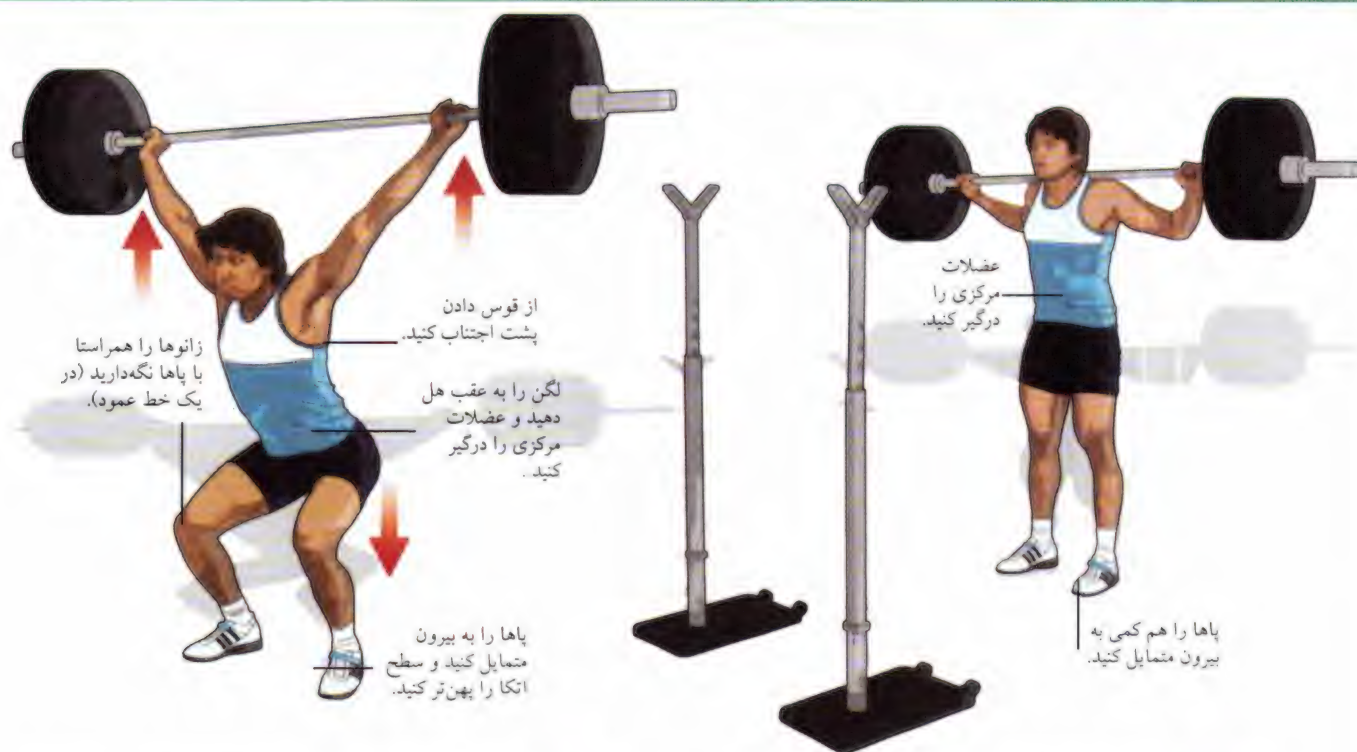 عضلات
مرکزی را
درگیر کنید.
پاها را هم کمی به
بیرون متمایل کنید.
از قوس دادن
پشت اجتناب کنید.
لگن را به عقب هل
دهید و عضلات
مرکزی را درگیر
کنید .
زانوها را همراستا
با پاها نگه‌دارید (در
یک خط عمود).
پاها را به بیرون
متمایل کنید و سطح
اتکا را پهن‌تر کنید.